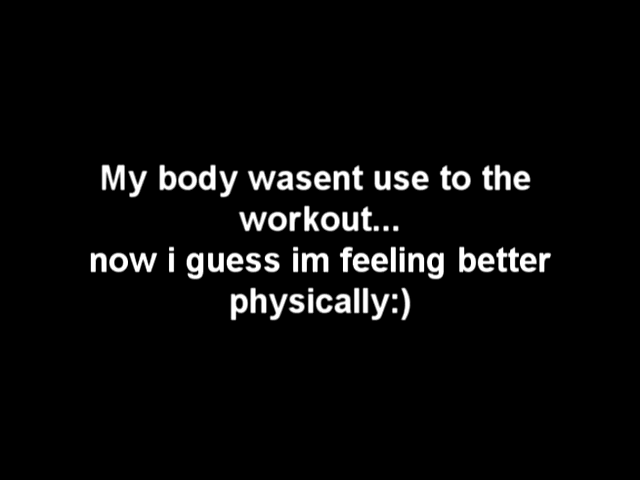 My body wasent use to the
workout...
now i guess im feeling better
physically:)